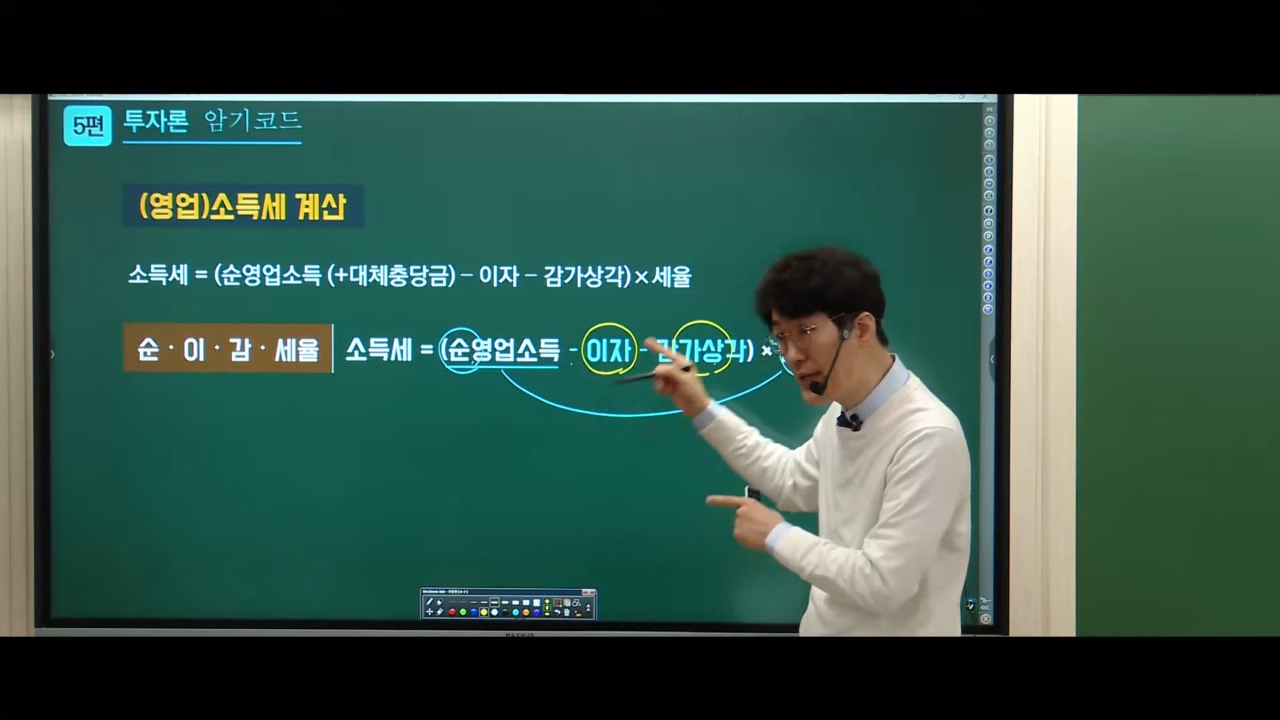 5편 투자론 암기코드
(영업)소득세 계산
소득세 = (순영업소득 (+대체충당금) - 이자 - 감가상각)×세율
순·이·감·세율 소득세 = (순영업소득 - 이자 - 감가상각) ×